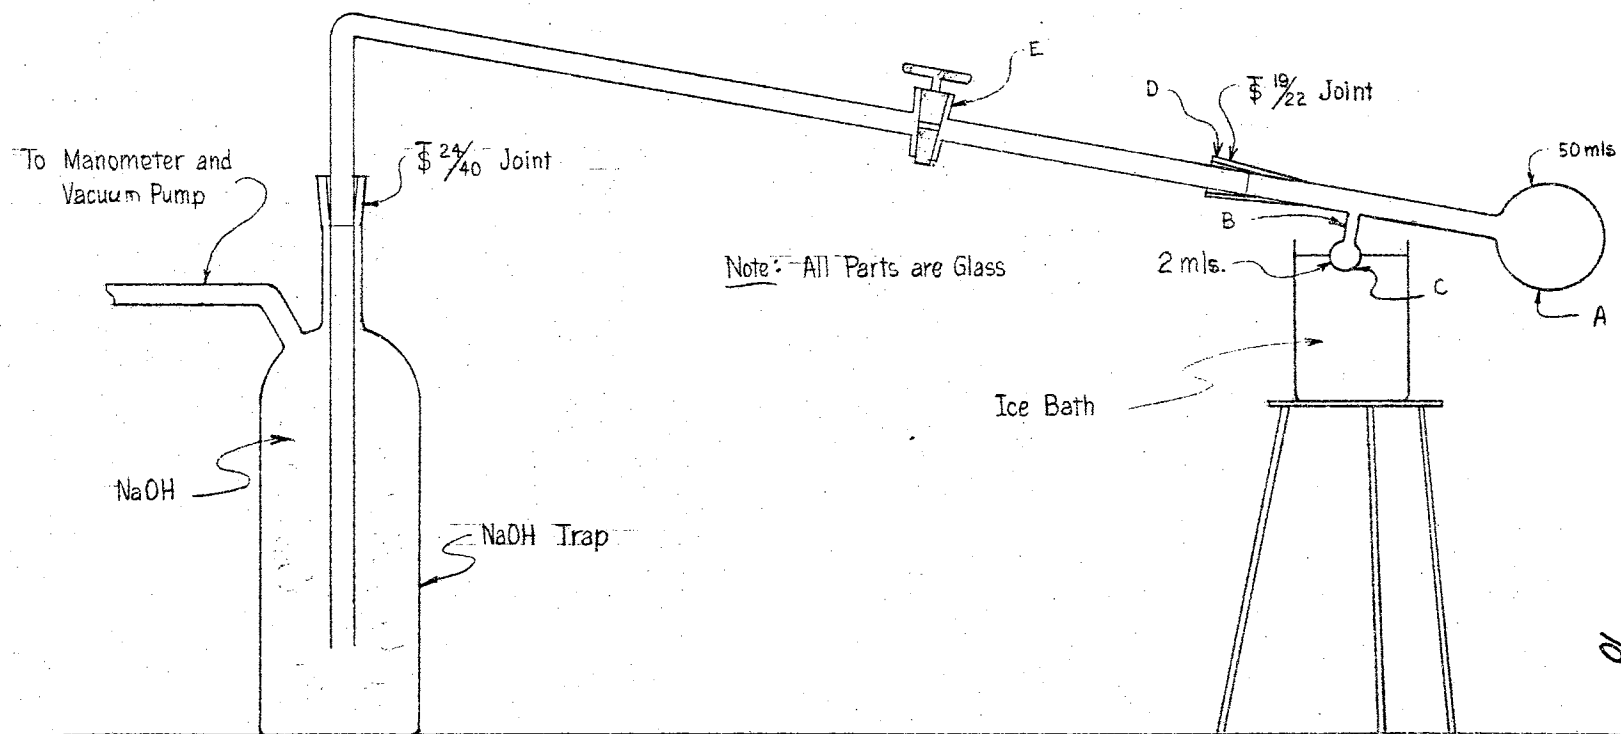 E
D
⏃ 19/22 Joint
To Manometer and
Vacuum Pump
⏃ 24/40 Joint
50 mls
B
Note: All Parts are Glass
2 mls.
C
A
Ice Bath
NaOH
NaOH Trap
10